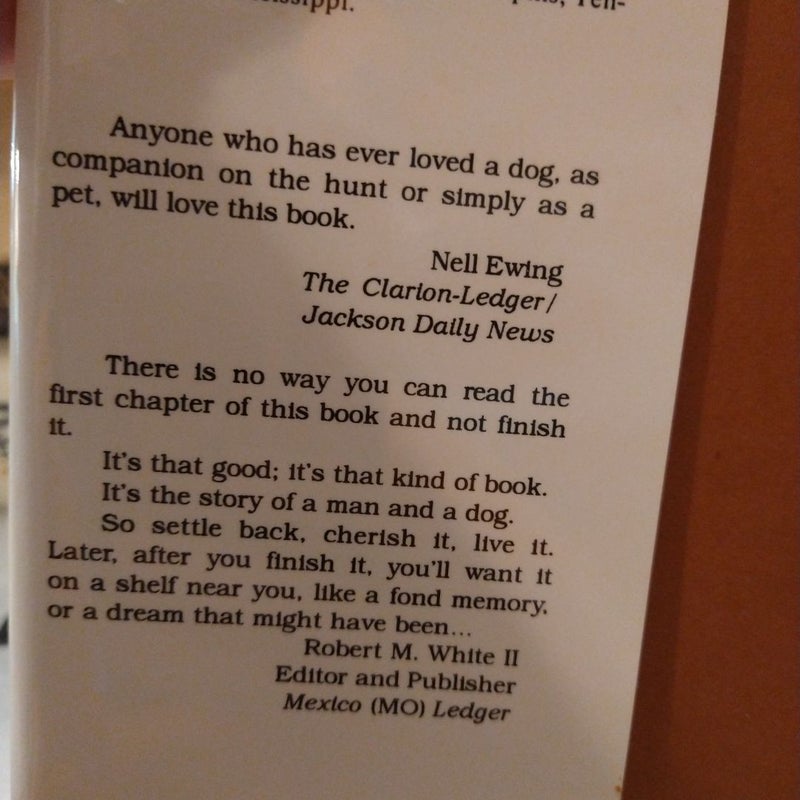 Anyone who has ever loved a dog, as
companion on the hunt or simply as a
pet, will love this book.
Nell Ewing
The Clarion-Ledger/
Jackson Daily News
There is no way you can read the
first chapter of this book and not finish
it.
It's that good; it's that kind of book.
It's the story of a man and a dog.
So settle back, cherish it, live it.
Later, after you finish it, you'll want it
on a shelf near you, like a fond memory,
or a dream that might have been...
Robert M. White II
Editor and Publisher
Mexico (MO) Ledger